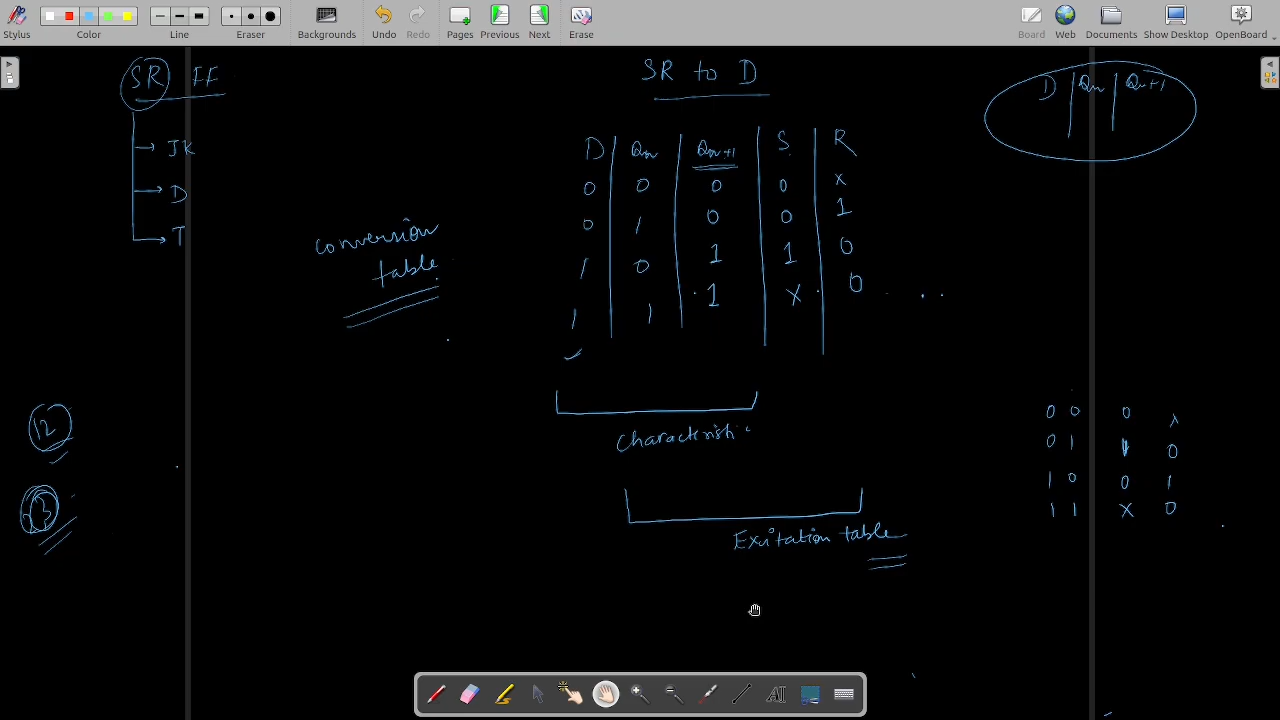 Stylus Color Line Eraser Backgrounds Undo Redo Pages Previous Next Erase Board Web Documents Show Desktop OpenBoard
SR FF
JK
D
T
SR to D
D Qn Qn+1
conversion
table
D Qn Qn+1 S R
0 0 0 0 x
0 1 0 0 1
1 0 1 1 0
1 1 1 x 0
Characteristic
Exitation table
12
0 0 0 x
0 1 1 0
1 0 0 1
1 1 x 0
AI